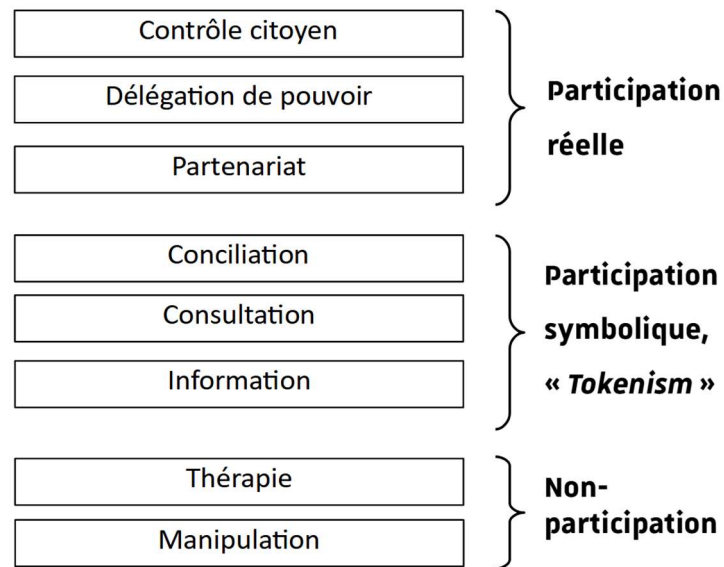 Contrôle citoyen
Délégation de pouvoir
Partenariat
Participation
réelle
Conciliation
Consultation
Information
Participation
symbolique,
« Tokenism »
Thérapie
Manipulation
Non-
participation